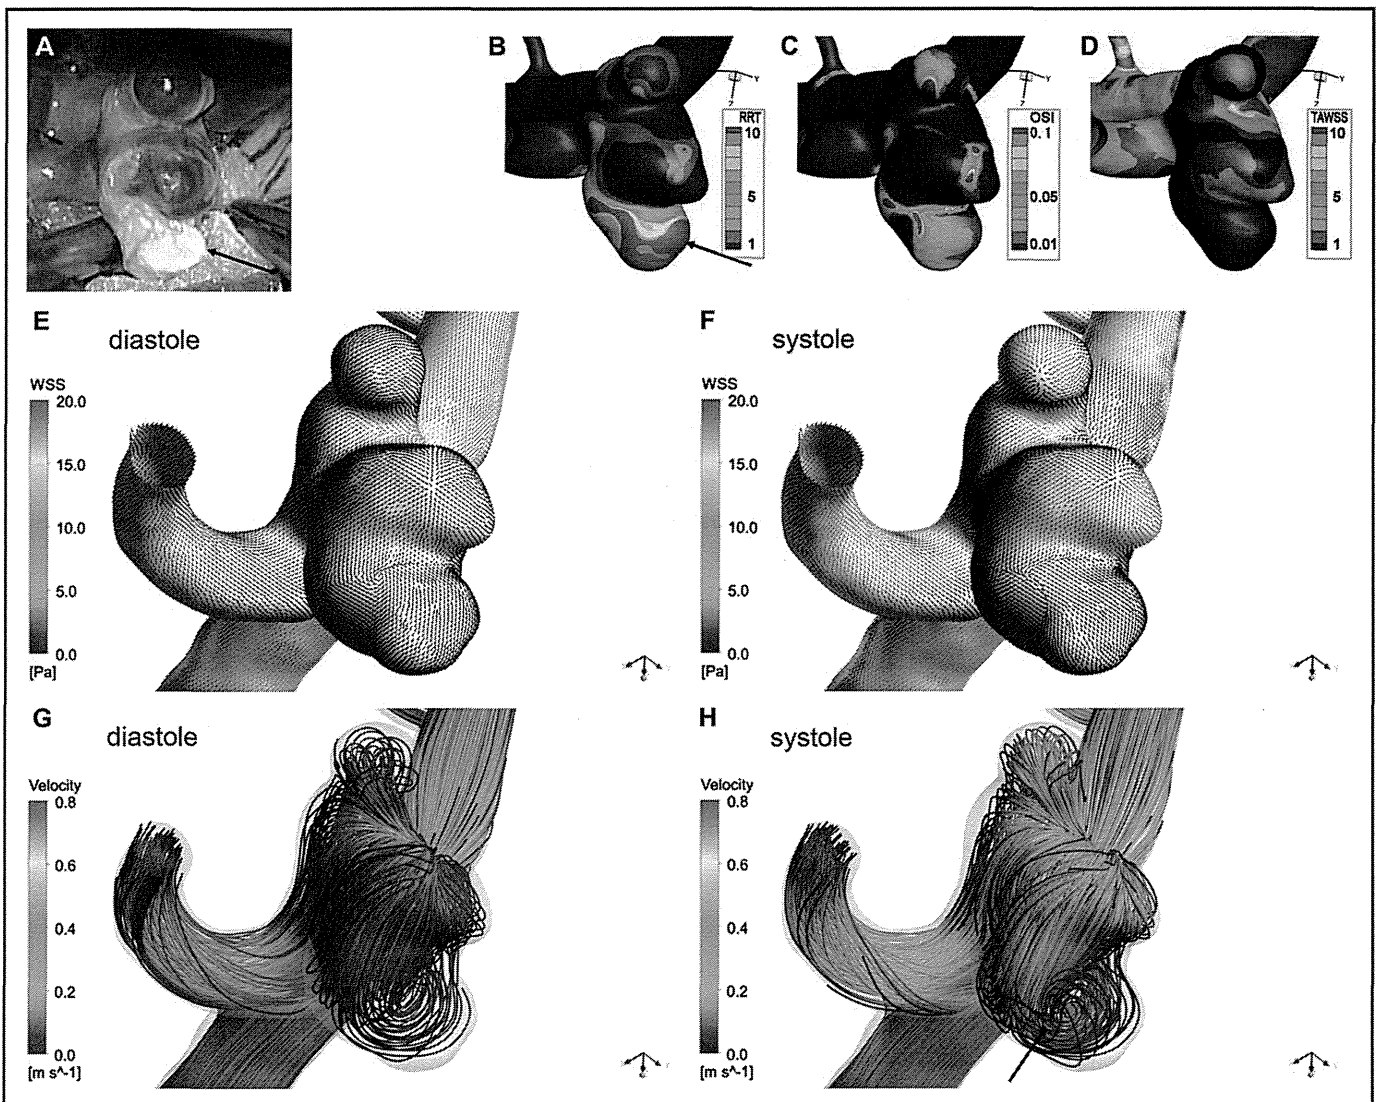 A
B
C
D
Y
Z
RRT
10
5
1
Y
Z
OSI
0.1
0.05
0.01
Y
Z
TAWSS
10
5
1
E
diastole
WSS
20.0
15.0
10.0
5.0
0.0
[Pa]
F
systole
WSS
20.0
15.0
10.0
5.0
0.0
[Pa]
G
diastole
Velocity
0.8
0.6
0.4
0.2
0.0
[m s^-1]
H
systole
Velocity
0.8
0.6
0.4
0.2
0.0
[m s^-1]